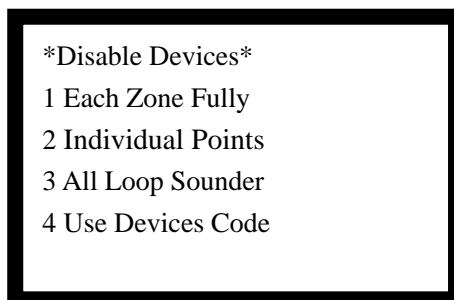 *Disable Devices*
1 Each Zone Fully
2 Individual Points
3 All Loop Sounder
4 Use Devices Code